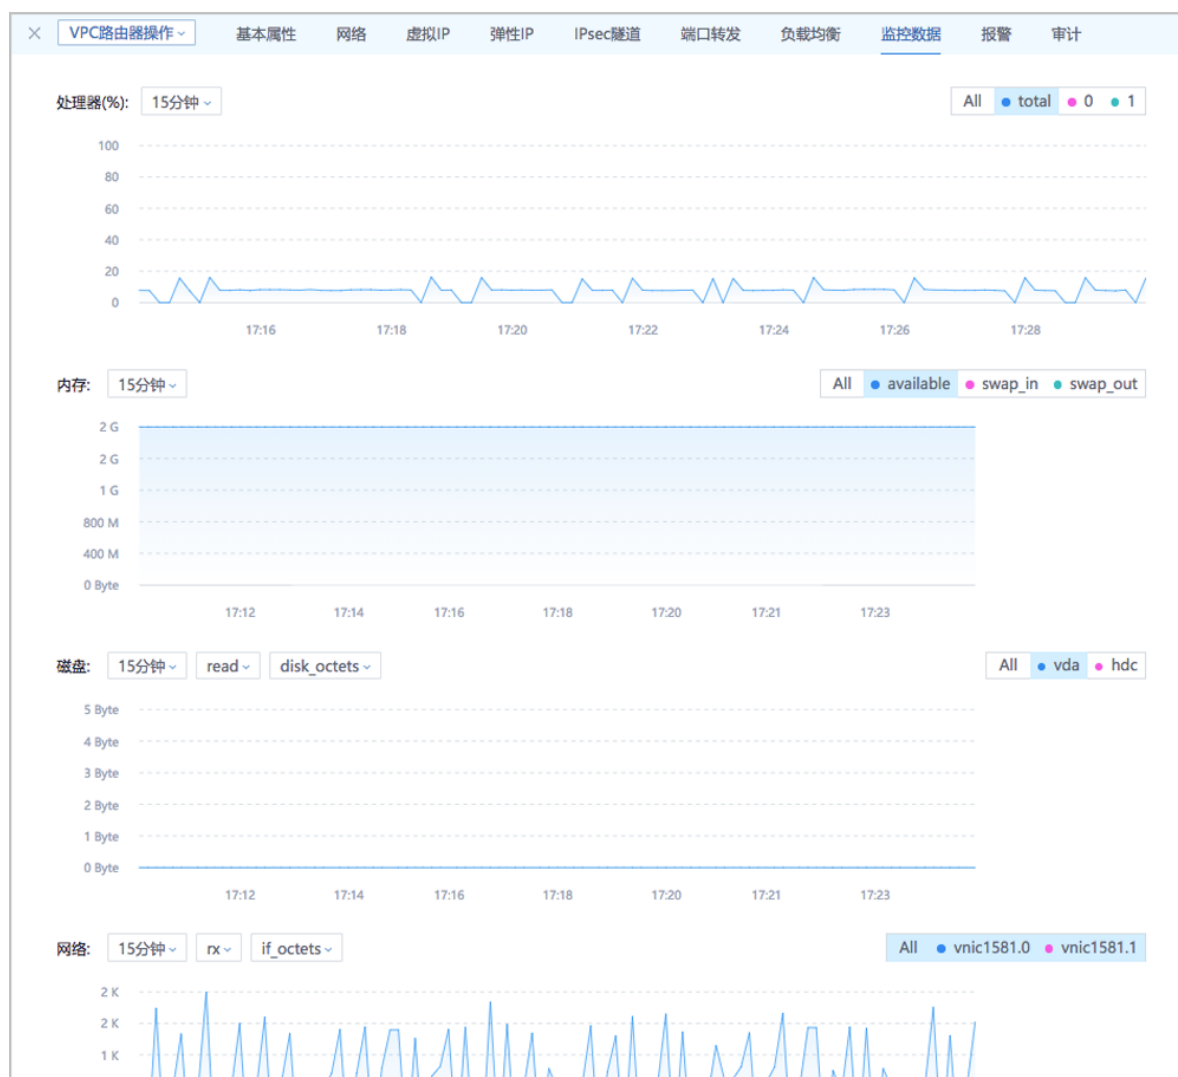 VPC路由器操作 基本属性 网络 虚拟IP 弹性IP IPsec隧道 端口转发 负载均衡 监控数据 报警 审计
处理器(%): 15分钟 All total 0 1
100
80
60
40
20
0
17:16 17:18 17:20 17:22 17:24 17:26 17:28
内存: 15分钟 All available swap_in swap_out
2 G
2 G
1 G
800 M
400 M
0 Byte
17:12 17:14 17:16 17:18 17:20 17:21 17:23
磁盘: 15分钟 read disk_octets All vda hdc
5 Byte
4 Byte
3 Byte
2 Byte
1 Byte
0 Byte
17:12 17:14 17:16 17:18 17:20 17:21 17:23
网络: 15分钟 rx if_octets All vnic1581.0 vnic1581.1
2 K
2 K
1 K